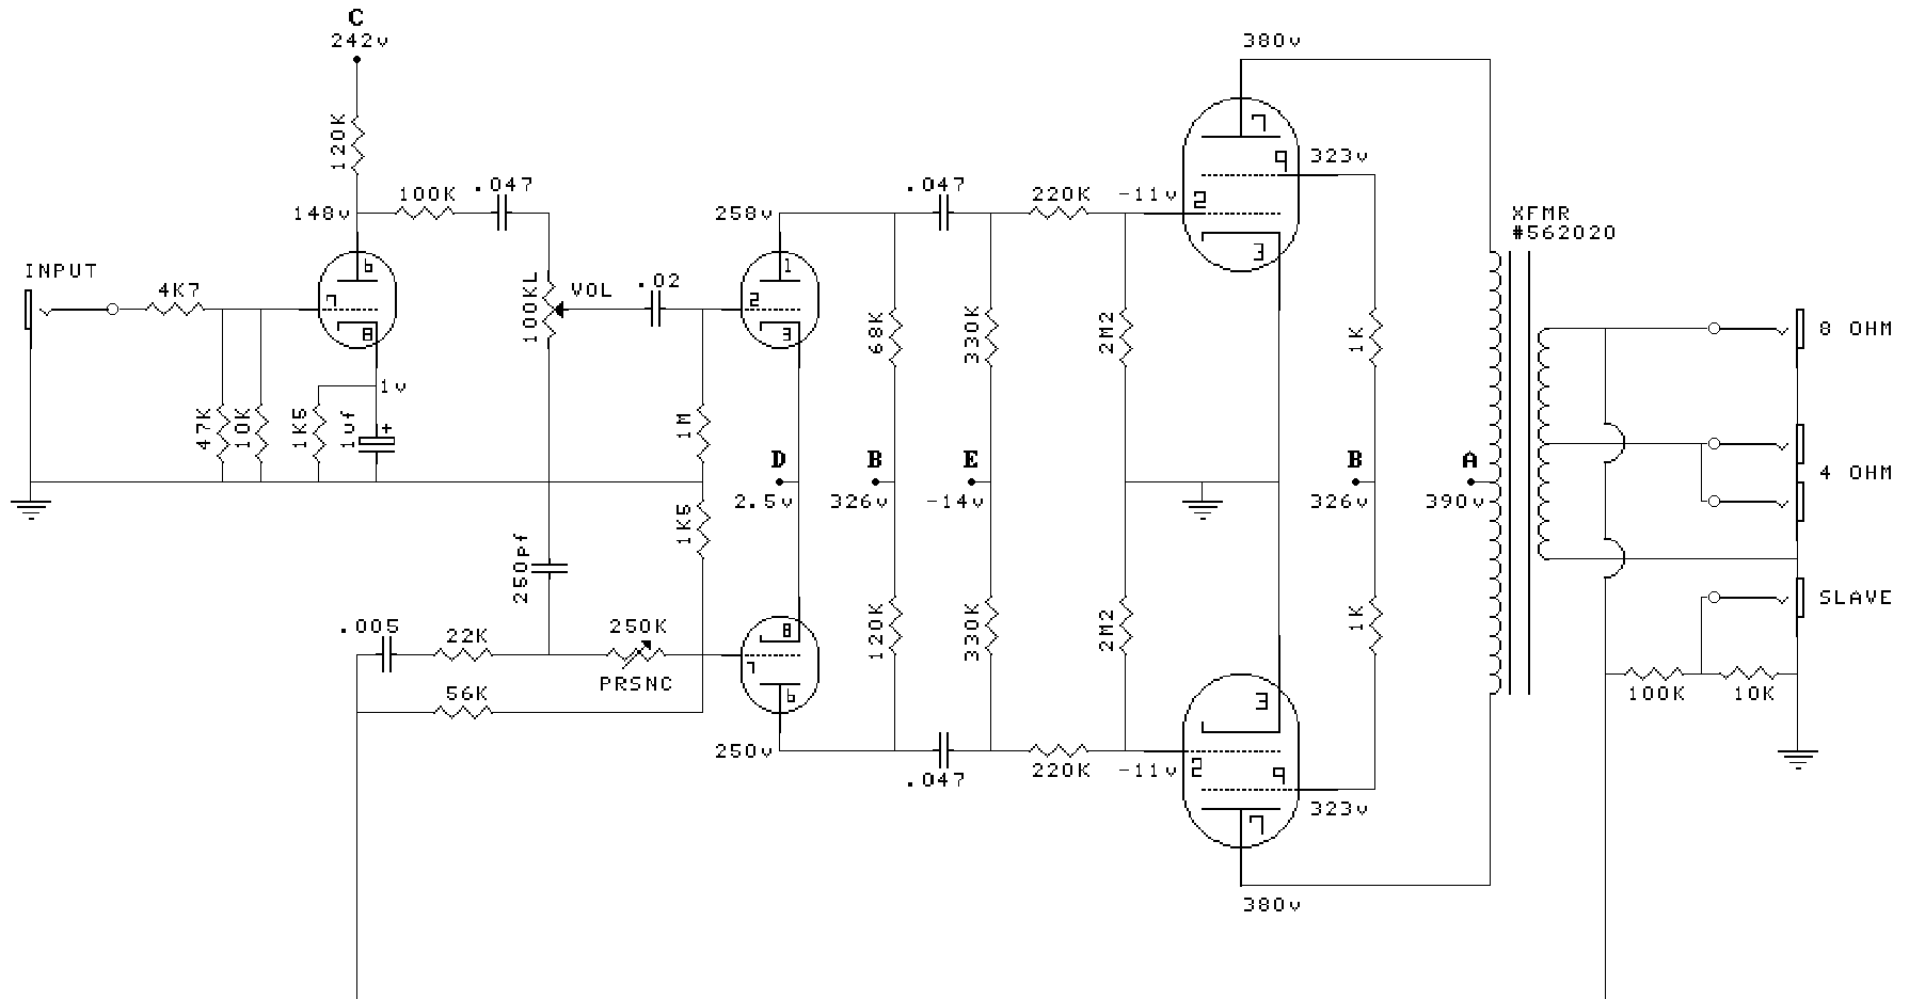 C
242v
380v
120K
7
9
323v
100K
.047
.047
220K
-11v
2
148v
258v
XFMR
#562020
3
6
1
INPUT
4K7
7
8
100KL
VOL
.02
2
3
68K
330K
2M2
1K
8 OHM
1v
47K
10K
1K5
1uf
+
1M
D
B
E
B
A
4 OHM
2.5v
326v
-14v
326v
390v
1K5
250pf
.005
22K
250K
8
120K
330K
2M2
1K
SLAVE
7
PRSNC
56K
6
3
100K
10K
250v
.047
220K
-11v
2
9
323v
7
380v